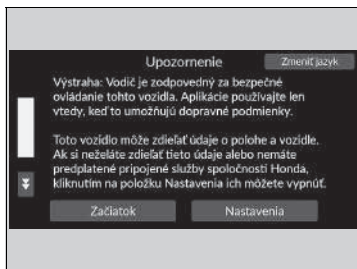 Upozornenie
Zmeniť jazyk
Výstraha: Vodič je zodpovedný za bezpečné
ovládanie tohto vozidla. Aplikácie používajte len
vtedy, keď to umožňujú dopravné podmienky.
Toto vozidlo môže zdieľať údaje o polohe a vozidle.
Ak si neželáte zdieľať tieto údaje alebo nemáte
predplatené pripojené služby spoločnosti Honda,
kliknutím na položku Nastavenia ich môžete vypnúť.
Začiatok
Nastavenia